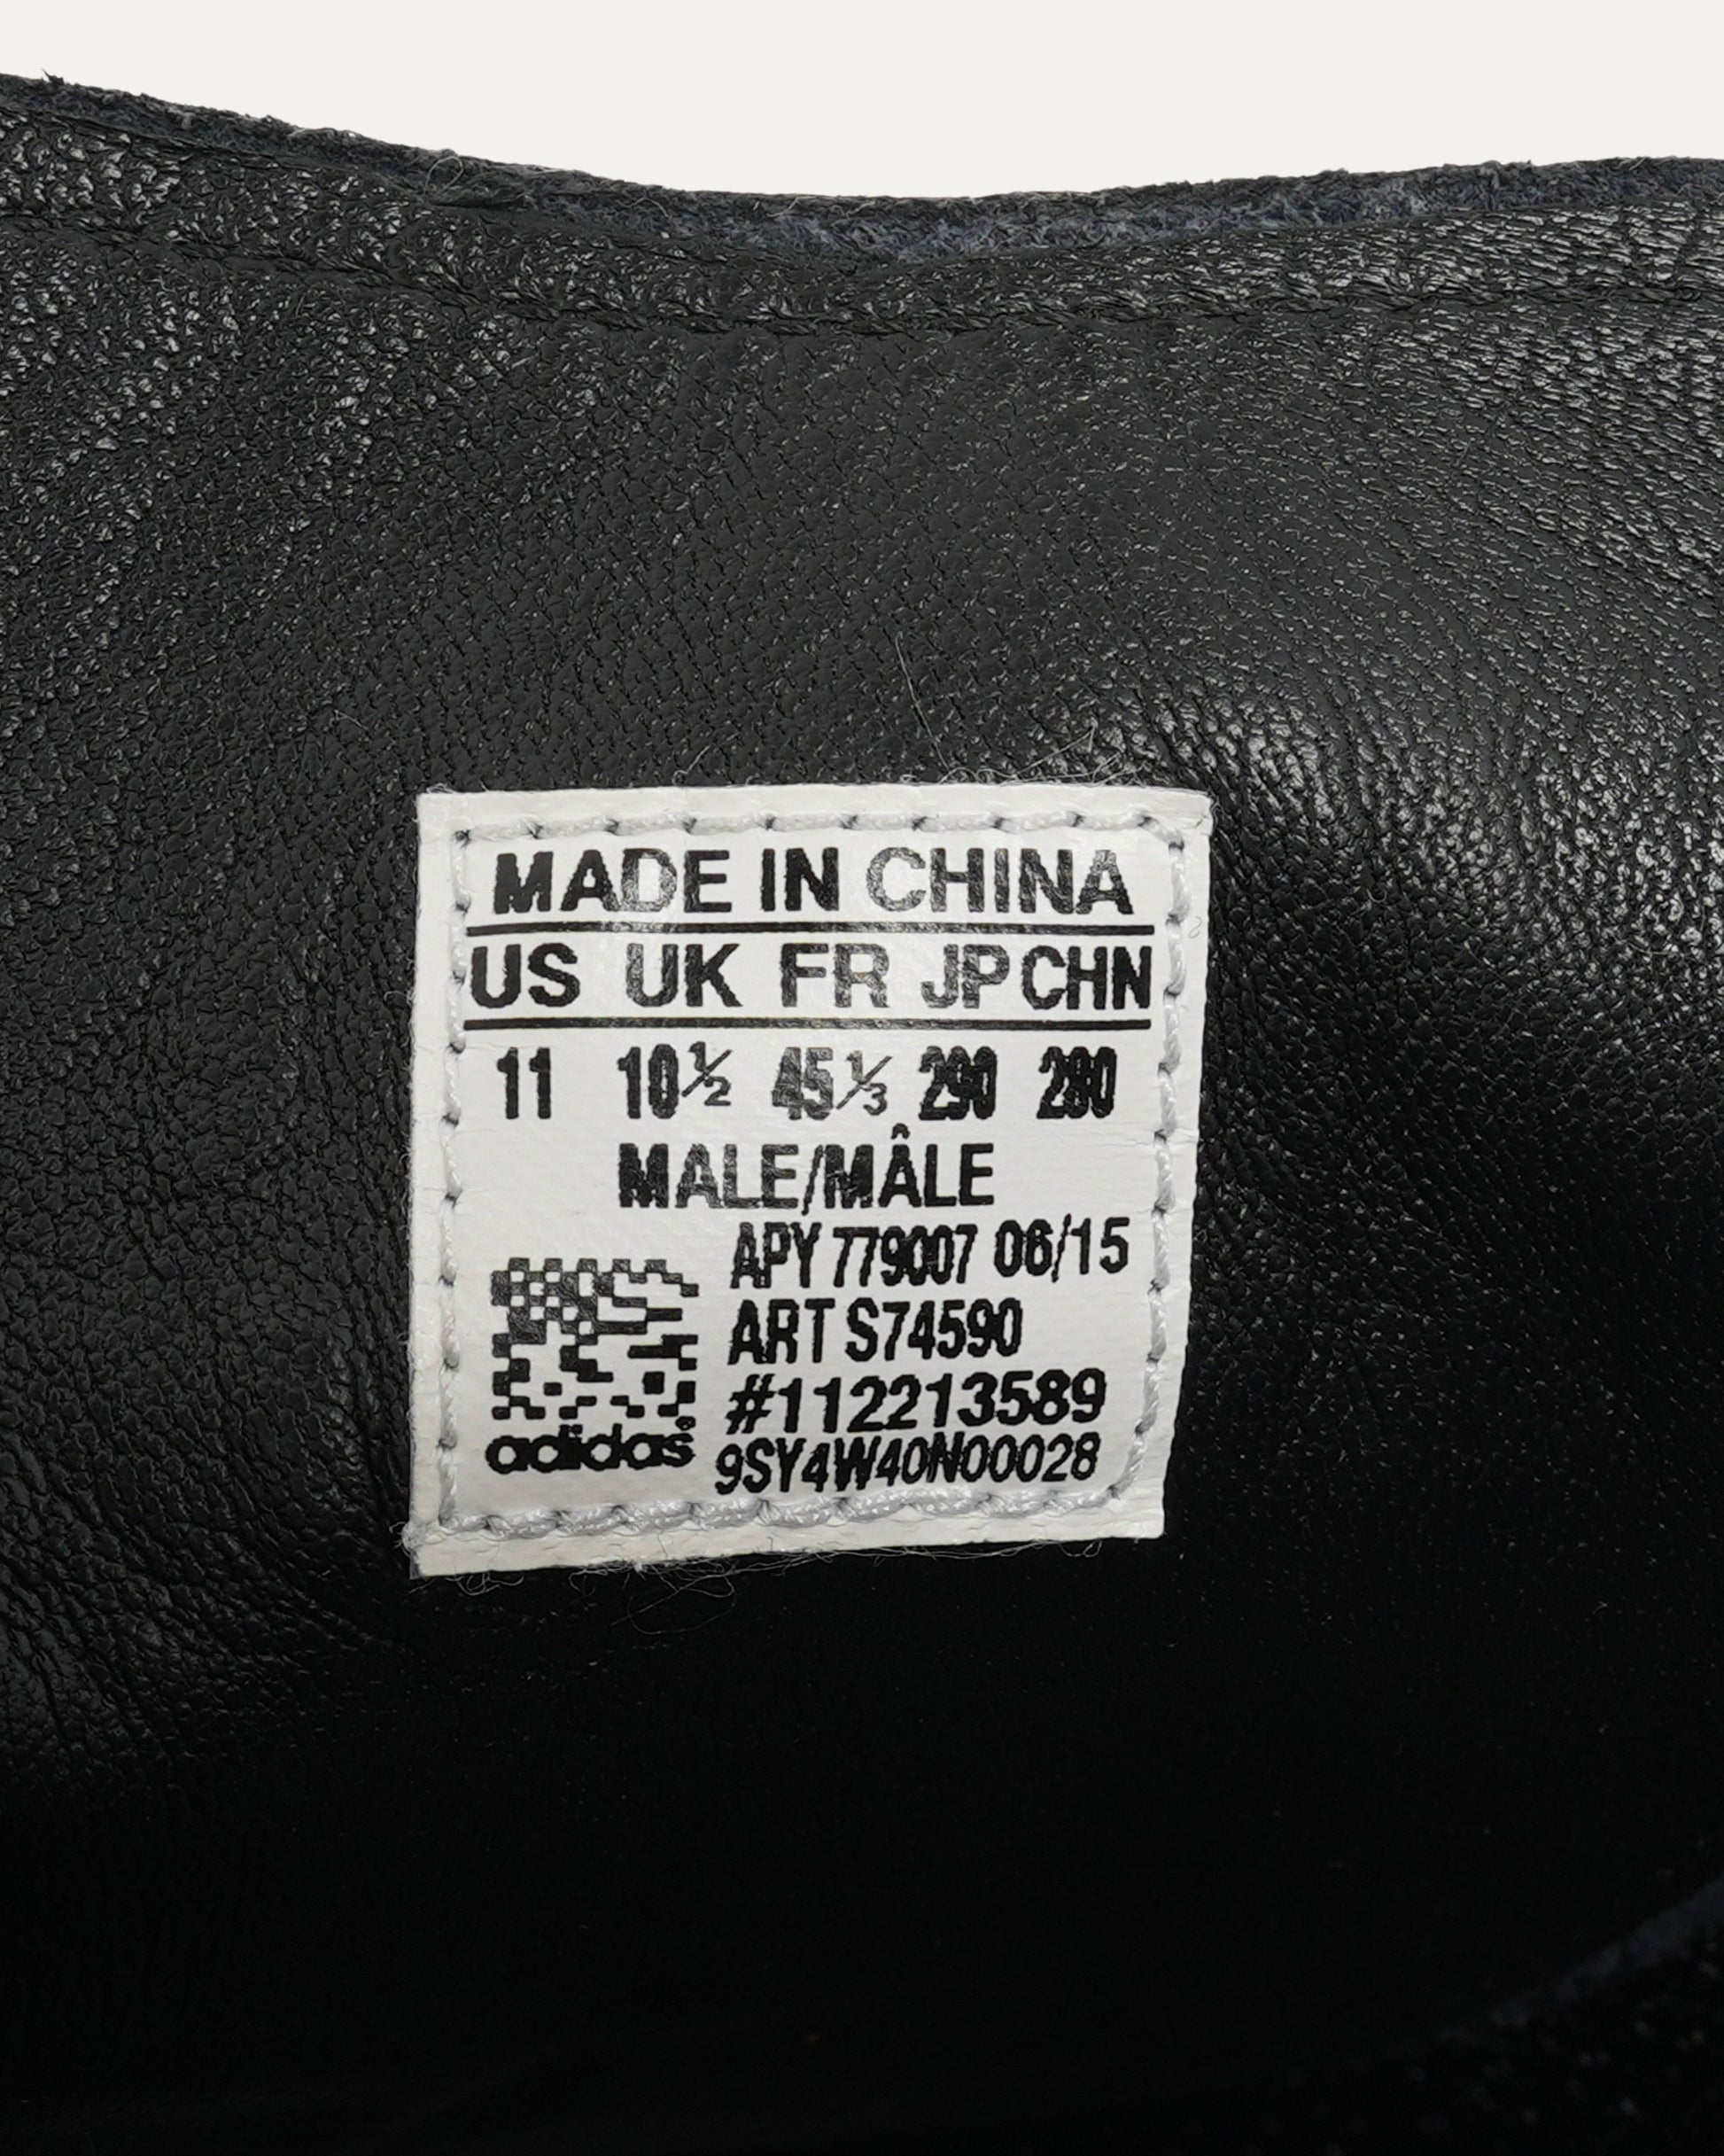 MADE IN CHINA
US UK FR JP CHN
11 10½ 45⅓ 290 280
MALE/MÂLE
APY 779007 06/15
ART S74590
#112213589
adidas® 9SY4W40N00028